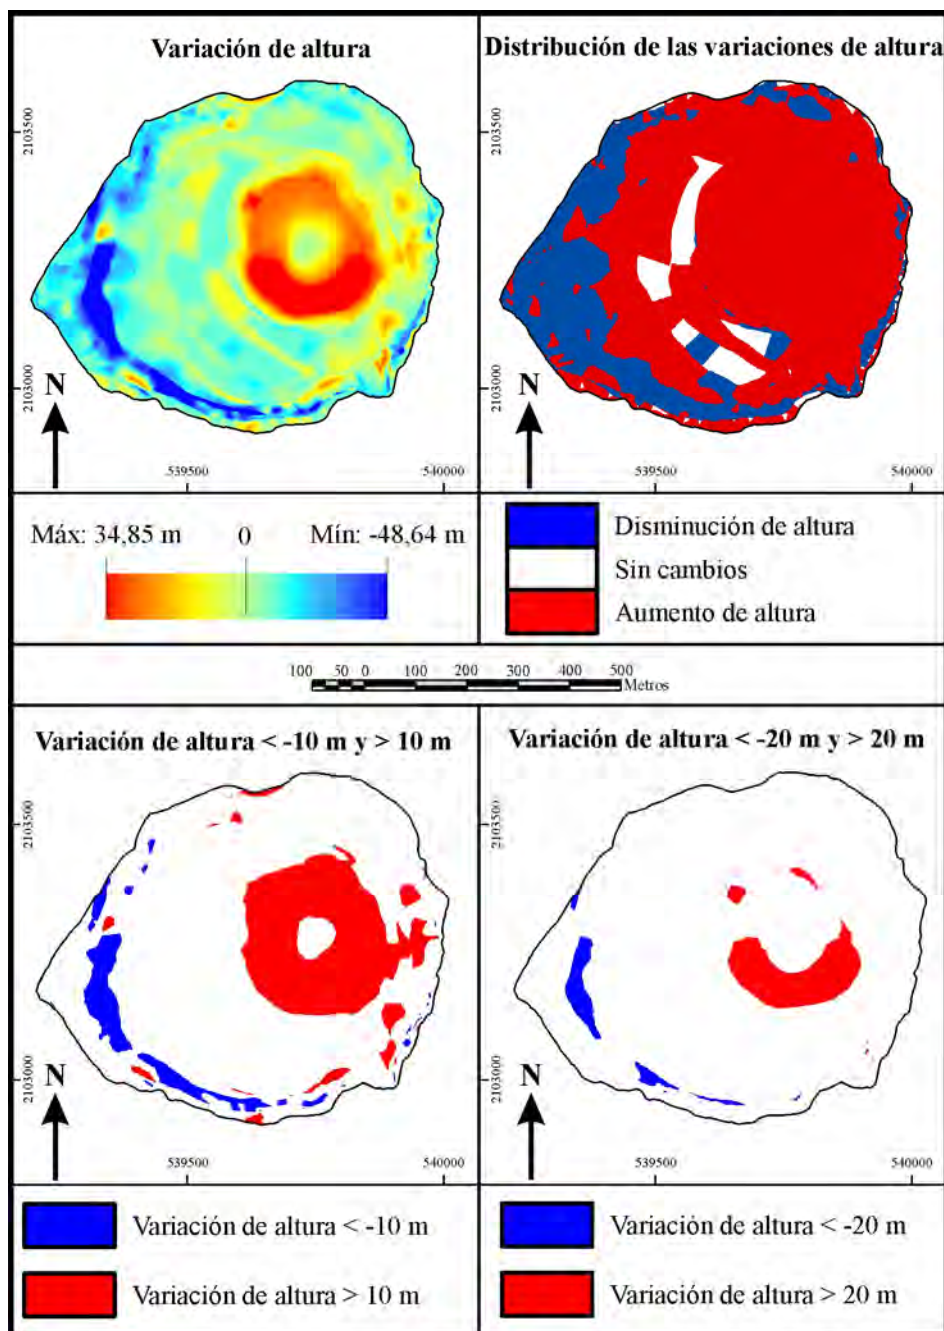 Variación de altura
2103500
2103000
N
539500
540000
Distribución de las variaciones de altura
2103500
2103000
N
539500
540000
Máx: 34,85 m 0 Mín: -48,64 m
Disminución de altura
Sin cambios
Aumento de altura
100 50 0 100 200 300 400 500
Metros
Variación de altura < -10 m y > 10 m
2103500
2103000
N
539500
540000
Variación de altura < -20 m y > 20 m
2103500
2103000
N
539500
540000
Variación de altura < -10 m
Variación de altura > 10 m
Variación de altura < -20 m
Variación de altura > 20 m